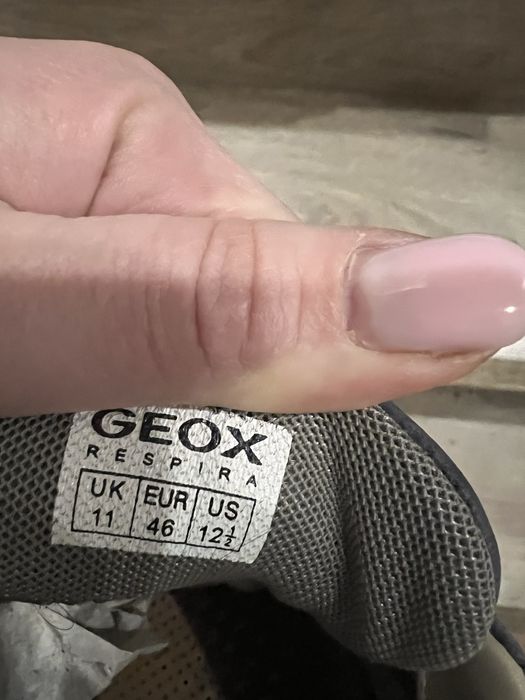 GEOX
RESPIRA
UK EUR US
11 46 12½